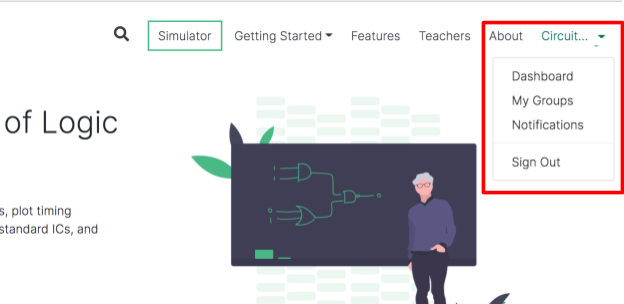 Simulator Getting Started Features Teachers About Circuit...
Dashboard
My Groups
Notifications
Sign Out
of Logic
s, plot timing
standard ICs, and